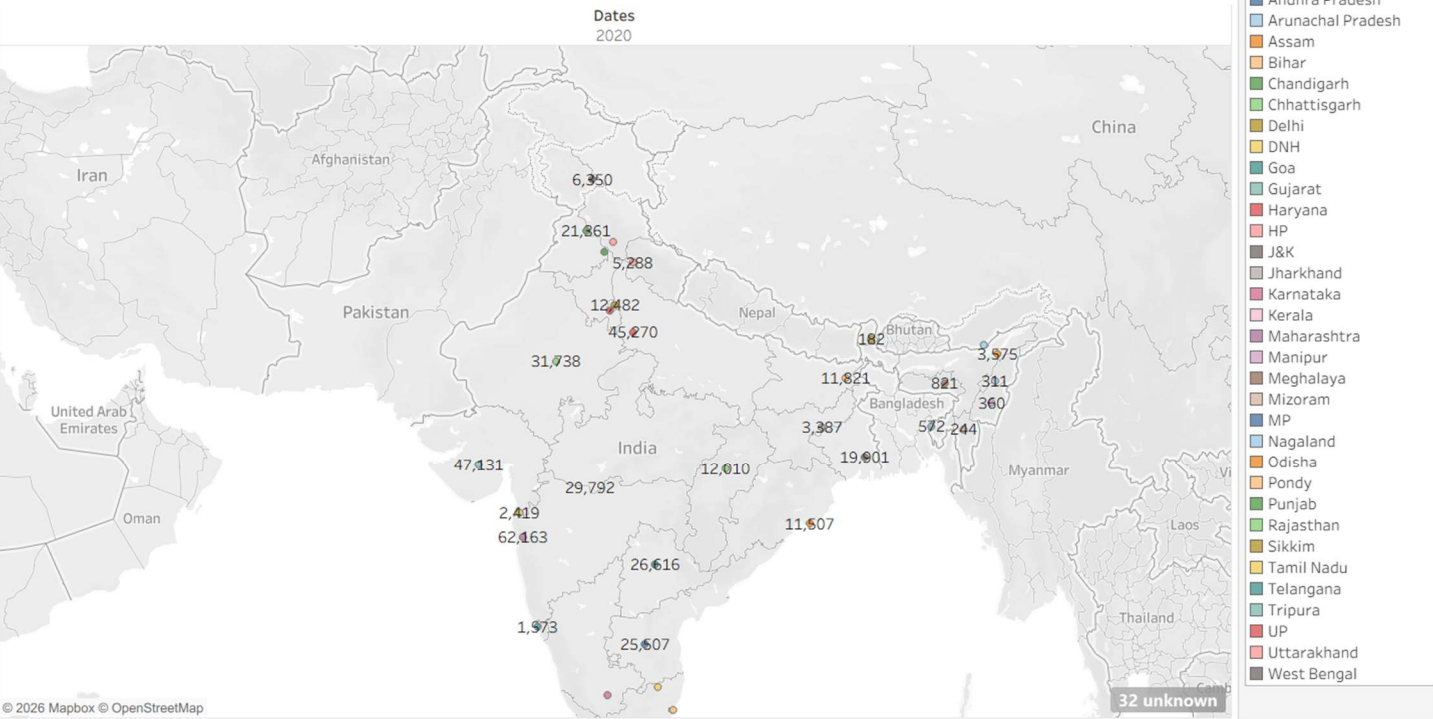 Dates
2020
China
Afghanistan
Iran
6,350
21,861
5,288
Pakistan
12,482
Nepal
45,270
Bhutan
182
3,575
31,738
11,821
821
311
360
Bangladesh
United Arab
Emirates
3,387
572
244
India
19,901
47,131
12,010
Myanmar
29,792
2,419
Oman
11,507
Laos
62,163
26,616
Thailand
1,573
25,507
32 unknown
© 2026 Mapbox © OpenStreetMap
Andhra Pradesh
Arunachal Pradesh
Assam
Bihar
Chandigarh
Chhattisgarh
Delhi
DNH
Goa
Gujarat
Haryana
HP
J&K
Jharkhand
Karnataka
Kerala
Maharashtra
Manipur
Meghalaya
Mizoram
MP
Nagaland
Odisha
Pondy
Punjab
Rajasthan
Sikkim
Tamil Nadu
Telangana
Tripura
UP
Uttarakhand
West Bengal